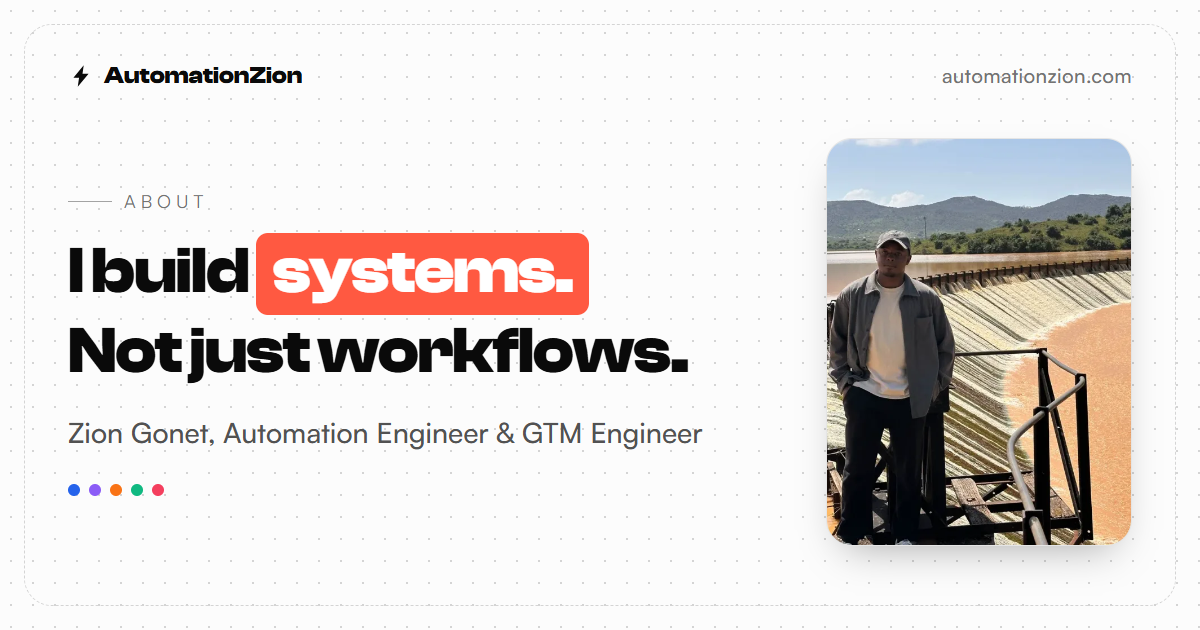 AutomationZion
automationzion.com
ABOUT
I build systems.
Not just workflows.
Zion Gonet, Automation Engineer & GTM Engineer